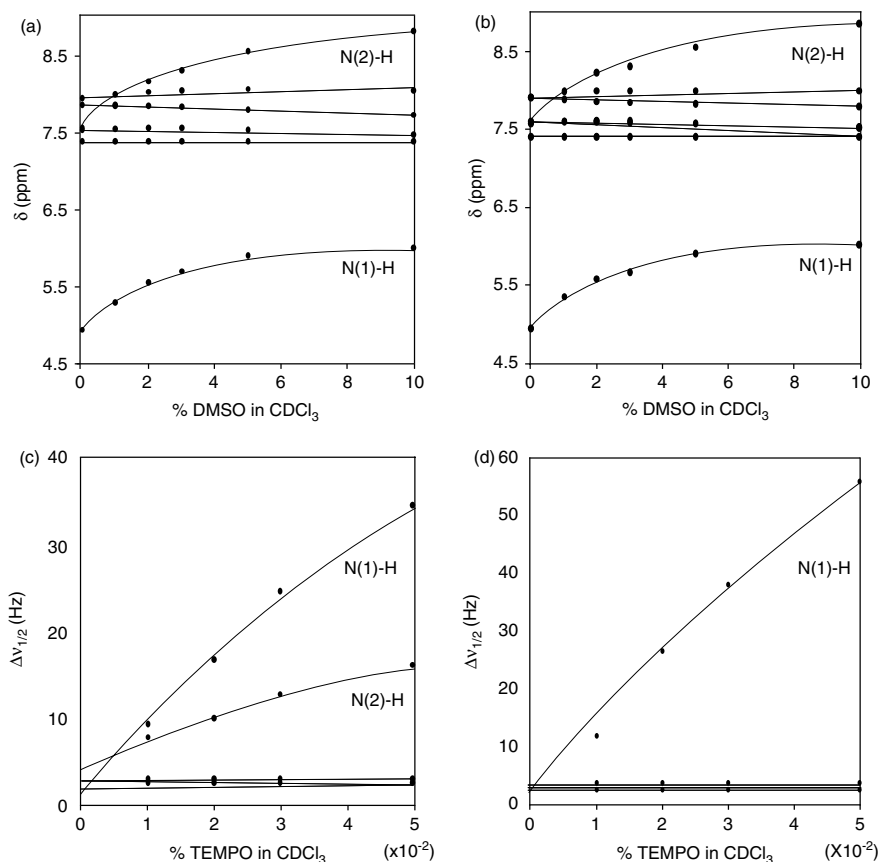 (a)
8.5
7.5
6.5
5.5
4.5
δ (ppm)
N(2)-H
N(1)-H
0 2 4 6 8 10
% DMSO in CDCl₃
(b)
8.5
7.5
6.5
5.5
4.5
δ (ppm)
N(2)-H
N(1)-H
0 2 4 6 8 10
% DMSO in CDCl₃
(c)
40
30
20
10
0
Δν₁/₂ (Hz)
N(1)-H
N(2)-H
0 1 2 3 4 5
% TEMPO in CDCl₃ (x10⁻²)
(d)
60
50
40
30
20
10
0
Δν₁/₂ (Hz)
N(1)-H
0 1 2 3 4 5
% TEMPO in CDCl₃ (X10⁻²)